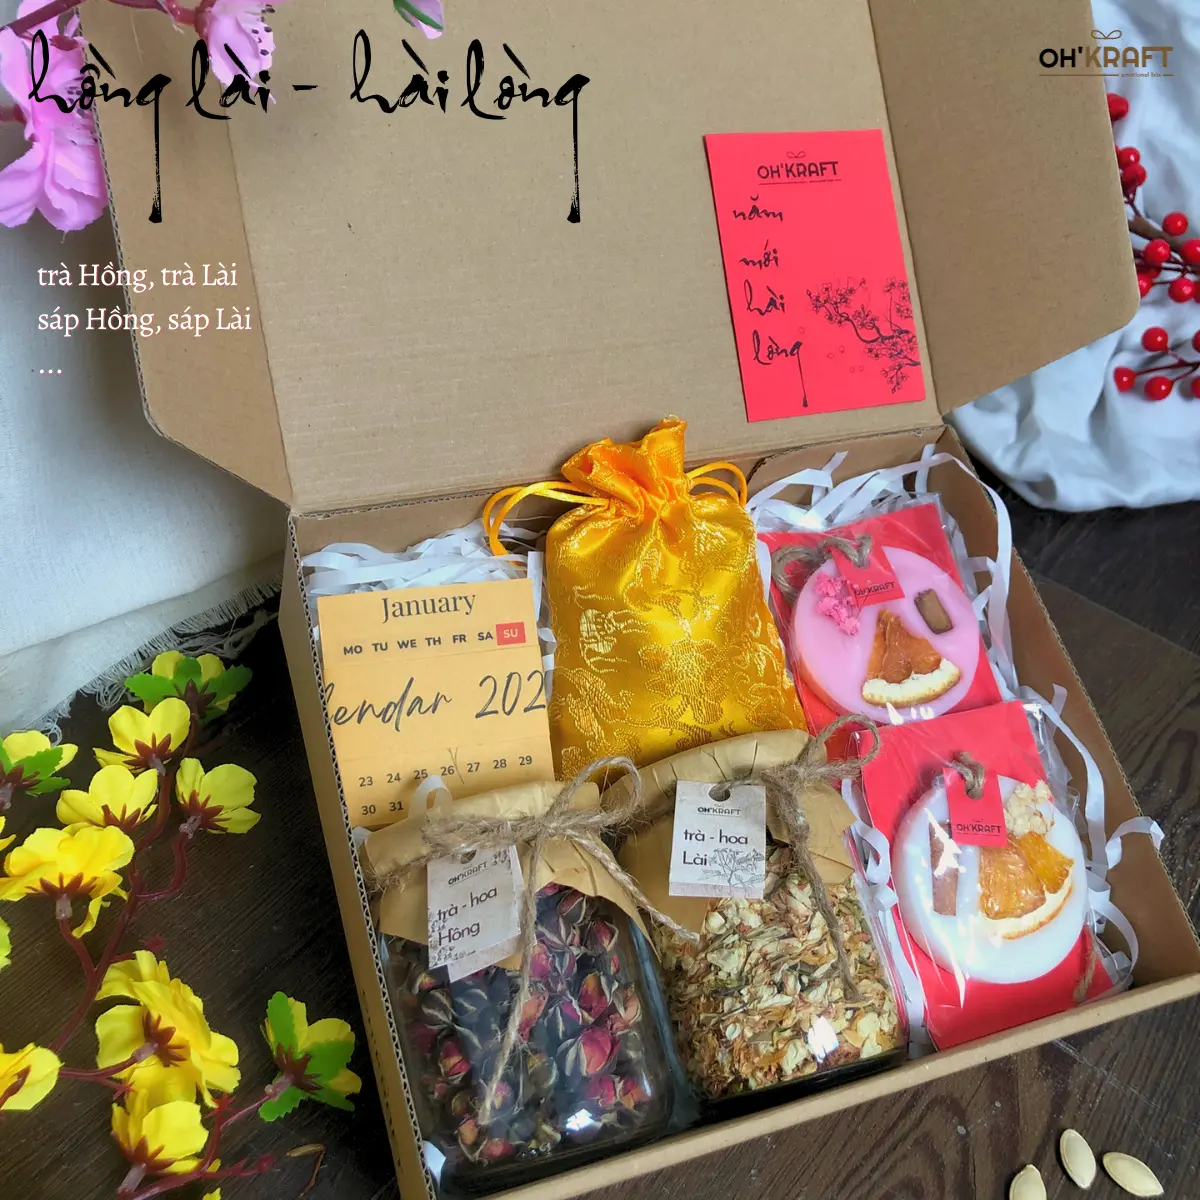 hồng lài - hài lòng
OH'KRAFT
emotional box
trà Hồng, trà Lài
sáp Hồng, sáp Lài
...
OH'KRAFT
năm
mới
hài
lòng
January
MO TU WE TH FR SA SU
lendar 202
23 24 25 26 27 28 29
30 31
OH'KRAFT
OH'KRAFT
trà - hoa
Lài
OH'KRAFT
trà - hoa
Hồng
OH'KRAFT